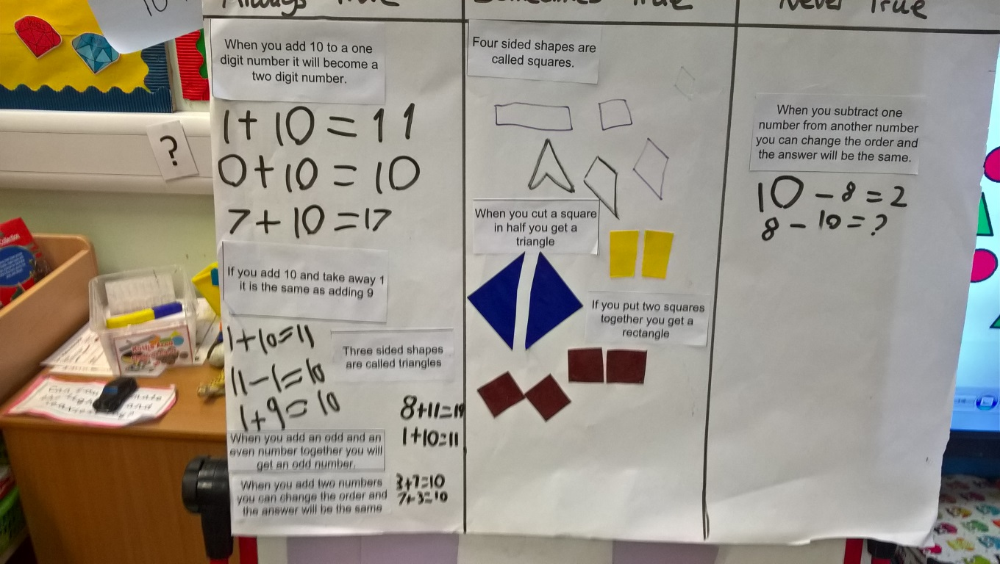 10
Always True
Sometimes True
Never True
When you add 10 to a one
digit number it will become a
two digit number.
1+10=11
0+10=10
7+10=17
If you add 10 and take away 1
it is the same as adding 9
1+10=11
11-1=10
1+9=10
Three sided shapes
are called triangles
8+11=19
1+10=11
When you add an odd and an
even number together you will
get an odd number.
When you add two numbers
you can change the order and
the answer will be the same
3+7=10
7+3=10
Four sided shapes are
called squares.
When you cut a square
in half you get a
triangle
If you put two squares
together you get a
rectangle
When you subtract one
number from another number
you can change the order and
the answer will be the same.
10-8=2
8-10=?
?
Collection